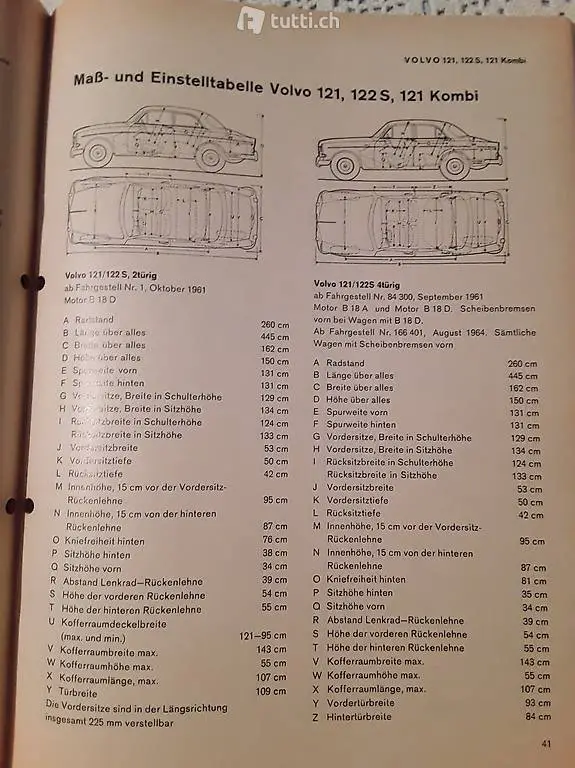 tutti.ch
VOLVO 121, 122 S, 121 Kombi
Maß- und Einstelltabelle Volvo 121, 122 S, 121 Kombi
Volvo 121/122 S, 2türig
ab Fahrgestell Nr. 1, Oktober 1961
Motor B 18 D
A Radstand 260 cm
B Länge über alles 445 cm
C Breite über alles 162 cm
D Höhe über alles 150 cm
E Spurweite vorn 131 cm
F Spurweite hinten 131 cm
G Vordersitze, Breite in Schulterhöhe 129 cm
H Vordersitze, Breite in Sitzhöhe 134 cm
I Rücksitzbreite in Schulterhöhe 124 cm
Rücksitzbreite in Sitzhöhe 133 cm
J Vordersitzbreite 53 cm
K Vordersitztiefe 50 cm
L Rücksitztiefe 42 cm
M Innenhöhe, 15 cm vor der Vordersitz-
Rückenlehne 95 cm
N Innenhöhe, 15 cm von der hinteren
Rückenlehne 87 cm
O Kniefreiheit hinten 76 cm
P Sitzhöhe hinten 38 cm
Q Sitzhöhe vorn 34 cm
R Abstand Lenkrad—Rückenlehne 39 cm
S Höhe der vorderen Rückenlehne 54 cm
T Höhe der hinteren Rückenlehne 55 cm
U Kofferraumdeckelbreite
(max. und min.) 121—95 cm
V Kofferraumbreite max. 143 cm
W Kofferraumhöhe max. 55 cm
X Kofferraumlänge, max. 107 cm
Y Türbreite 109 cm
Die Vordersitze sind in der Längsrichtung
insgesamt 225 mm verstellbar
Volvo 121/122S 4türig
ab Fahrgestell Nr. 84 300, September 1961
Motor B 18 A und Motor B 18 D. Scheibenbremsen
vorn bei Wagen mit B 18 D.
Ab Fahrgestell Nr. 166 401, August 1964. Sämtliche
Wagen mit Scheibenbremsen vorn
A Radstand 260 cm
B Länge über alles 445 cm
C Breite über alles 162 cm
D Höhe über alles 150 cm
E Spurweite vorn 131 cm
F Spurweite hinten 131 cm
G Vordersitze, Breite in Schulterhöhe 129 cm
H Vordersitze, Breite in Sitzhöhe 134 cm
I Rücksitzbreite in Schulterhöhe 124 cm
Rücksitzbreite in Sitzhöhe 133 cm
J Vordersitzbreite 53 cm
K Vordersitztiefe 50 cm
L Rücksitztiefe 42 cm
M Innenhöhe, 15 cm vor der Vordersitz-
Rückenlehne 95 cm
N Innenhöhe, 15 cm von der hinteren
Rückenlehne 87 cm
O Kniefreiheit hinten 81 cm
P Sitzhöhe hinten 35 cm
Q Sitzhöhe vorn 34 cm
R Abstand Lenkrad—Rückenlehne 39 cm
S Höhe der vorderen Rückenlehne 54 cm
T Höhe der hinteren Rückenlehne 55 cm
V Kofferraumbreite max. 143 cm
W Kofferraumhöhe max. 55 cm
X Kofferraumlänge, max. 107 cm
Y Vordertürbreite 93 cm
Z Hintertürbreite 84 cm
41